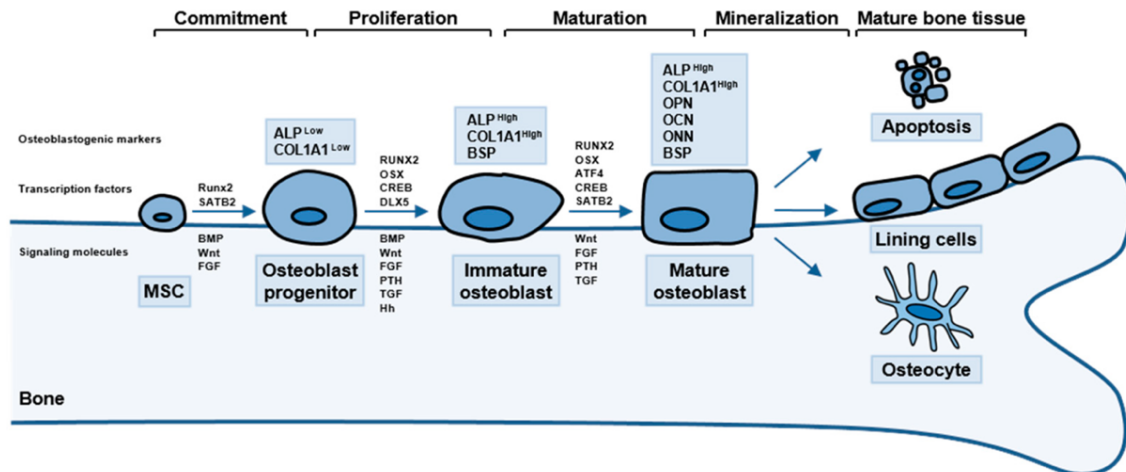 Commitment
Proliferation
Maturation
Mineralization
Mature bone tissue
Osteoblastogenic markers
Transcription factors
Signaling molecules
ALP Low
COL1A1 Low
ALP High
COL1A1 High
BSP
ALP High
COL1A1 High
OPN
OCN
ONN
BSP
Runx2
SATB2
BMP
Wnt
FGF
RUNX2
OSX
CREB
DLX5
BMP
Wnt
FGF
PTH
TGF
Hh
RUNX2
OSX
ATF4
CREB
SATB2
Wnt
FGF
PTH
TGF
MSC
Osteoblast
progenitor
Immature
osteoblast
Mature
osteoblast
Apoptosis
Lining cells
Osteocyte
Bone